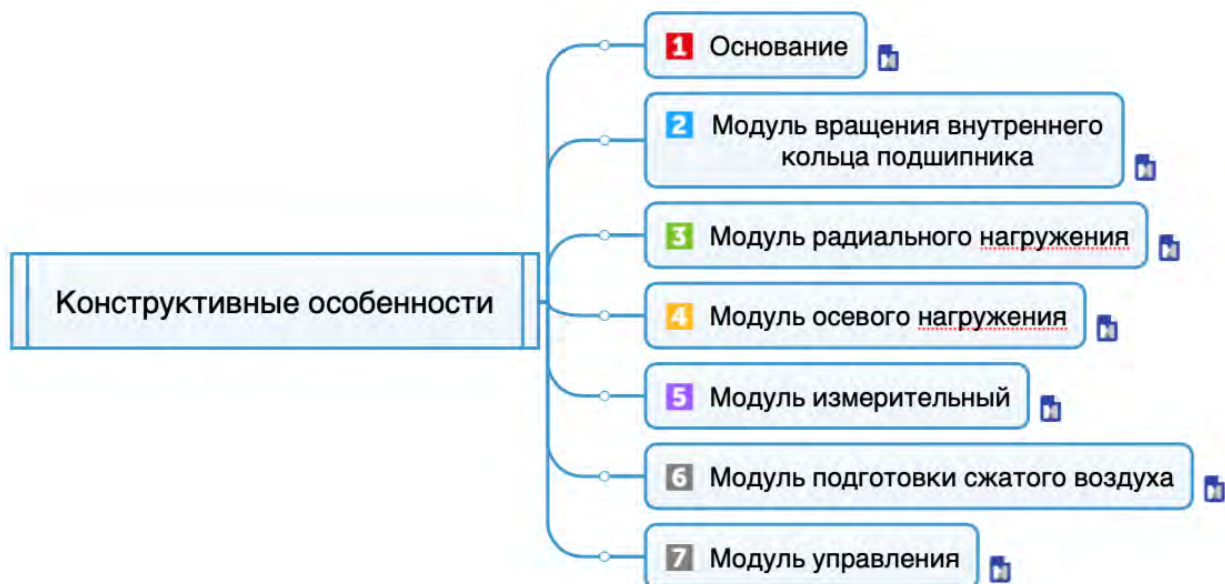 Конструктивные особенности
1 Основание
2 Модуль вращения внутреннего
кольца подшипника
3 Модуль радиального нагружения
4 Модуль осевого нагружения
5 Модуль измерительный
6 Модуль подготовки сжатого воздуха
7 Модуль управления